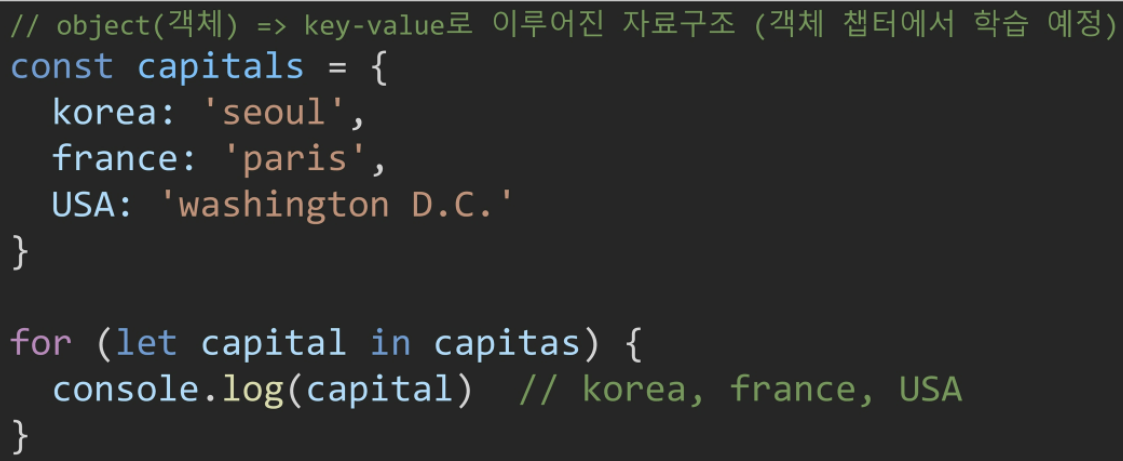 // object(객체) => key-value로 이루어진 자료구조 (객체 챕터에서 학습 예정)
const capitals = {
  korea: 'seoul',
  france: 'paris',
  USA: 'washington D.C.'
}

for (let capital in capitas) {
  console.log(capital)  // korea, france, USA
}